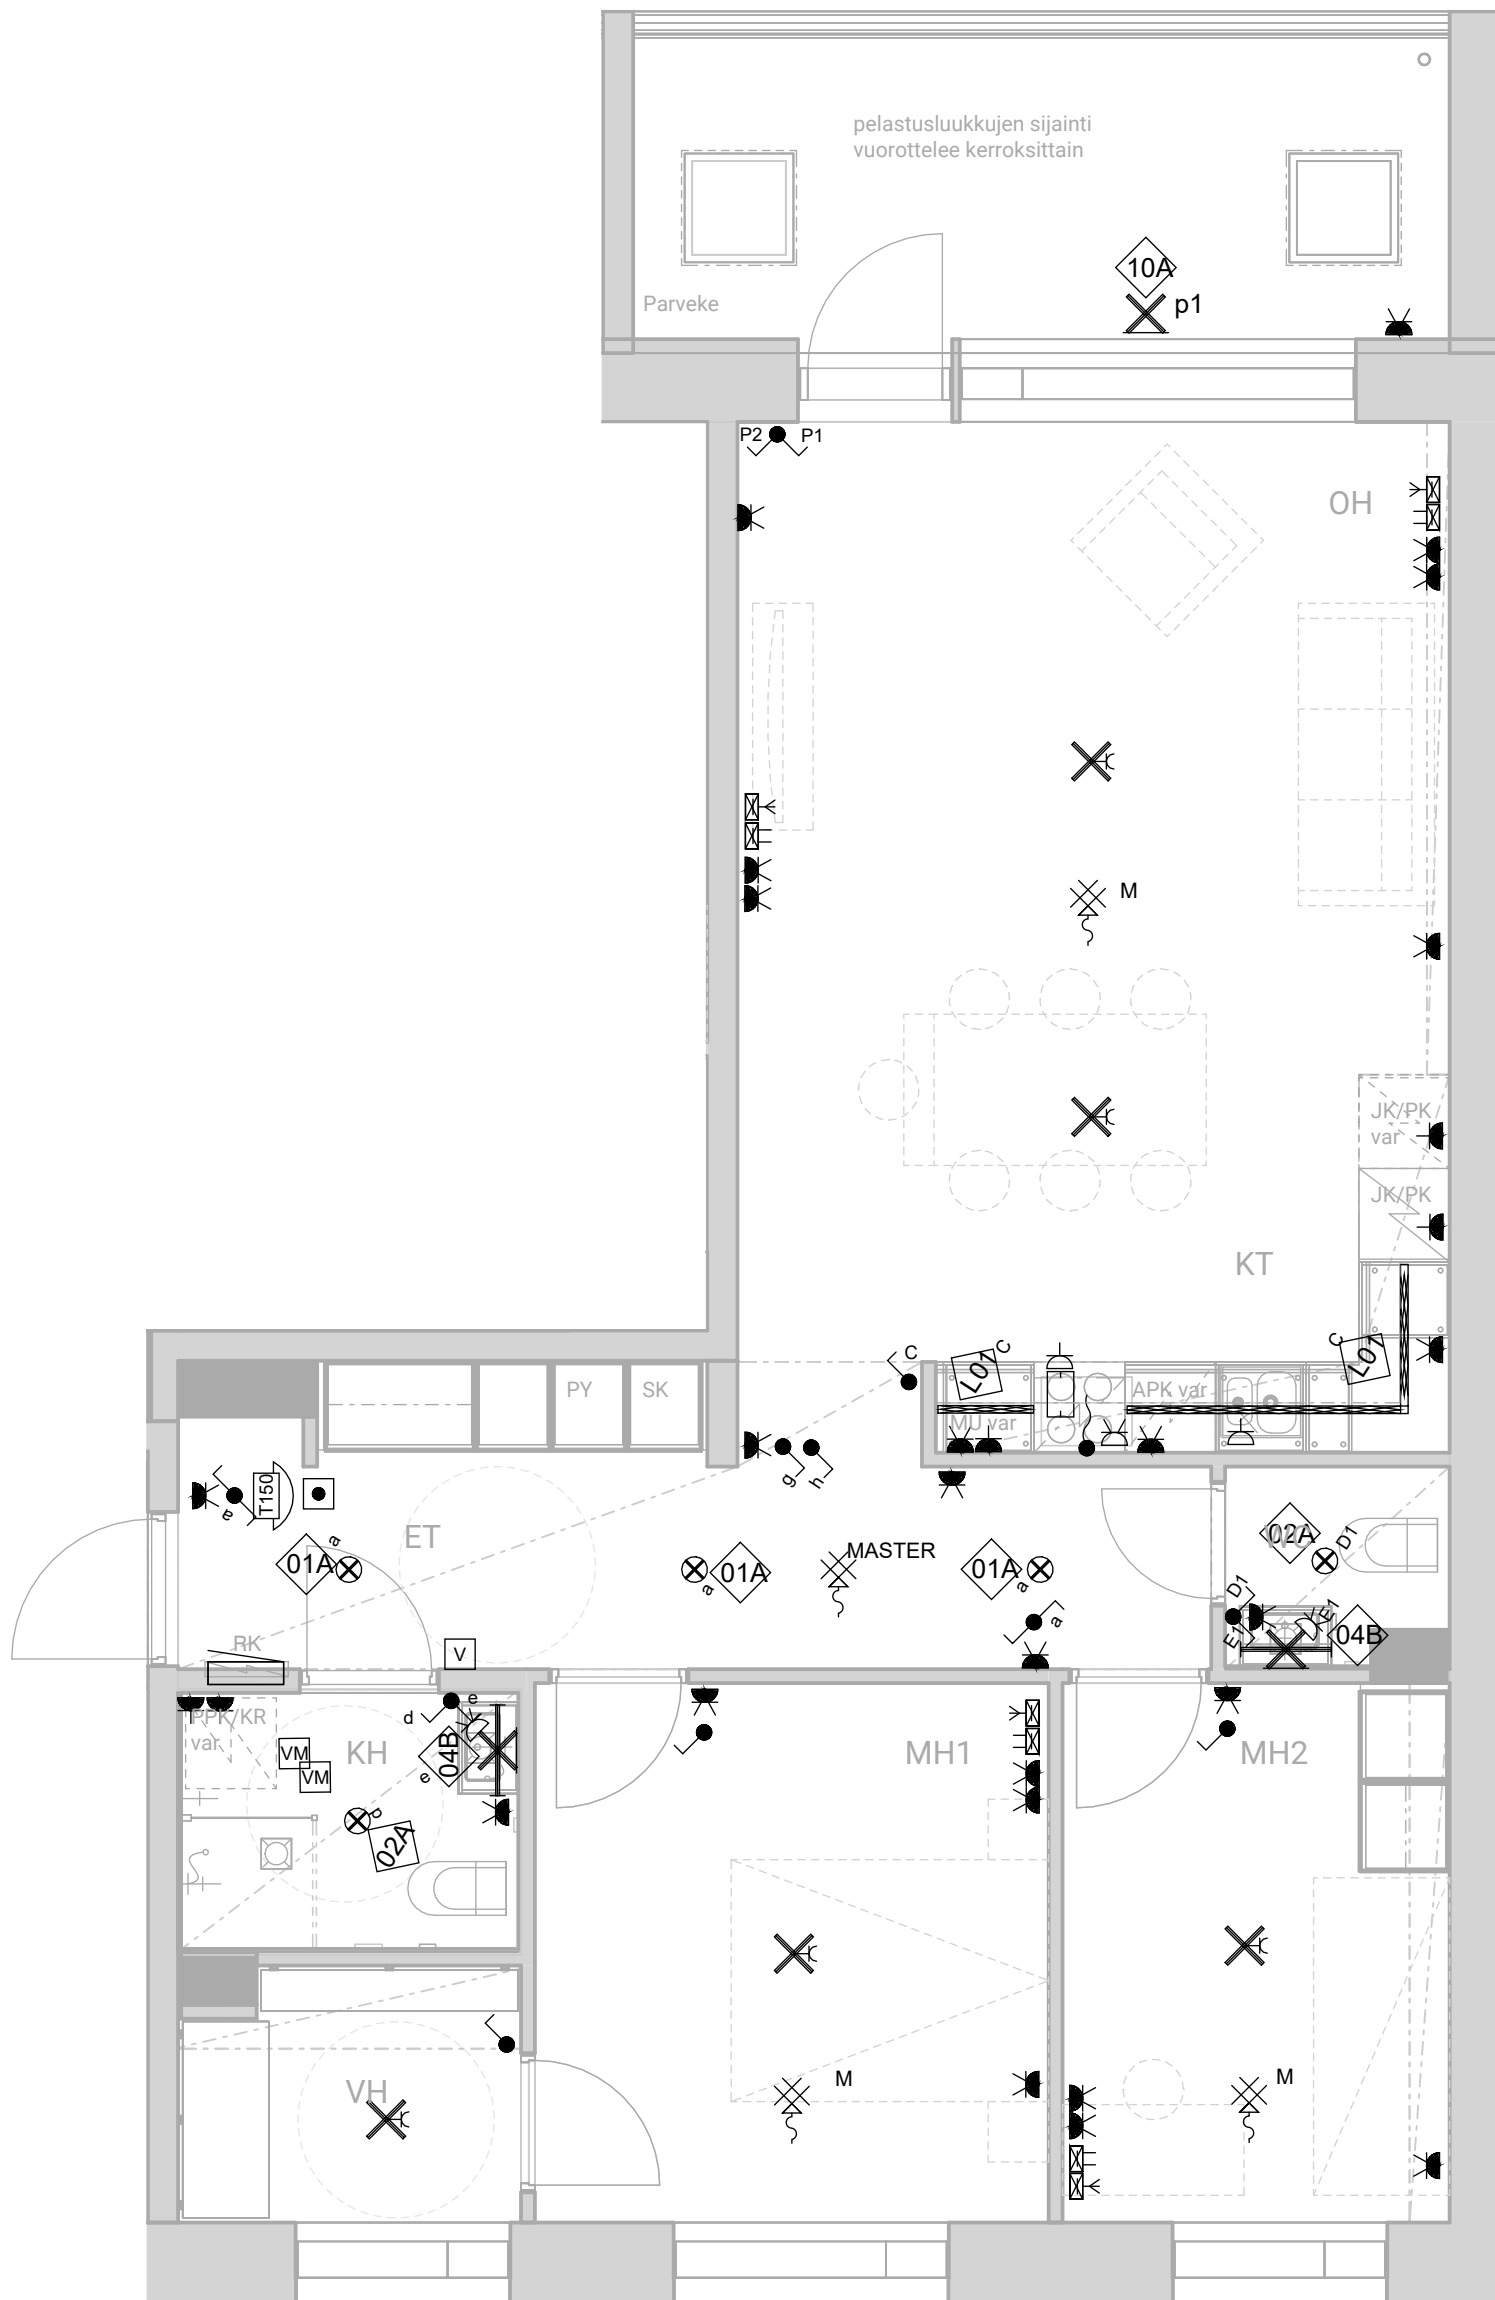 pelastusluukkujen sijainti
vuorottelee kerroksittain
10A
Parveke
p1
P2
P1
OH
M
JK/PK
var
JK/PK
KT
C
L01
C
C
L01
PY
SK
APK var
MU var
g
h
T150
a
ET
01A
a
a
01A
MASTER
01A
a
a
02A
WC
D1
D1
E1
E1
04B
RK
V
PPK/KR
var
d
e
KH
VM
VM
04B
e
d
02A
MH1
MH2
VH
M
M